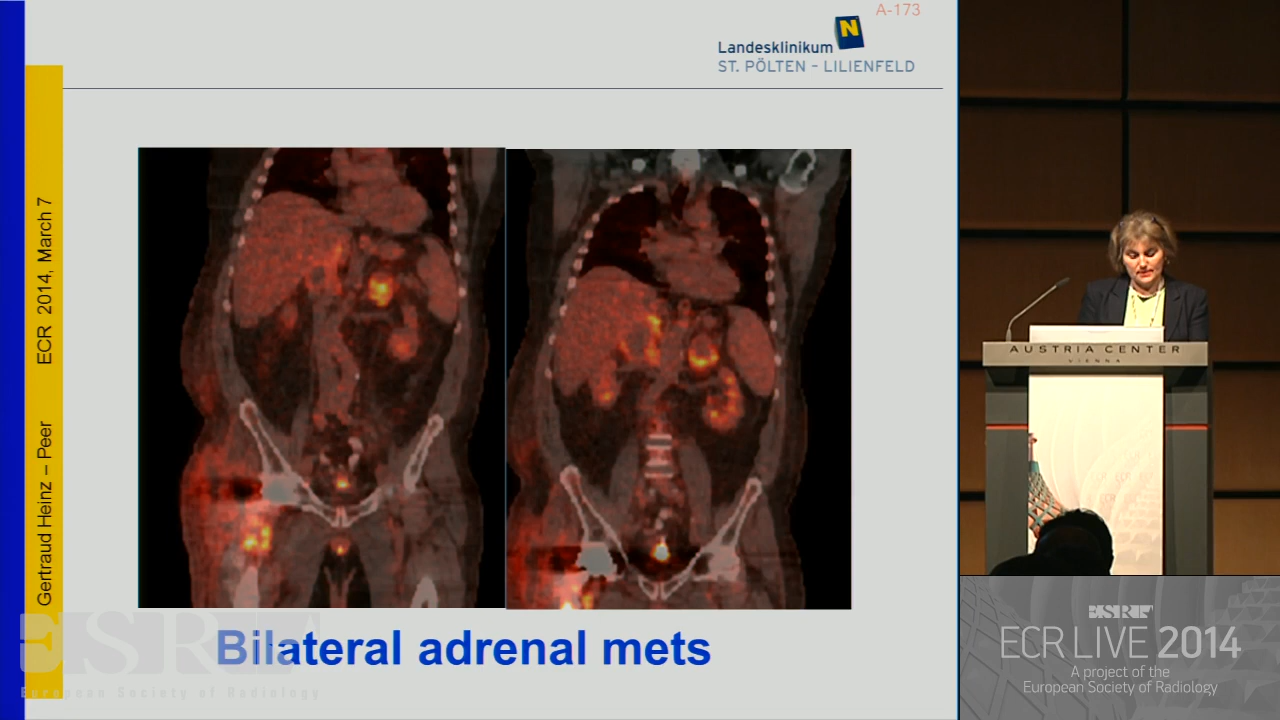 A-173
N
Landesklinikum
ST. PÖLTEN – LILIENFELD
Gertraud Heinz – Peer ECR 2014, March 7
Bilateral adrenal mets
ESR
European Society of Radiology
AUSTRIA CENTER
VIENNA
ESR
ECR LIVE 2014
A project of the
European Society of Radiology